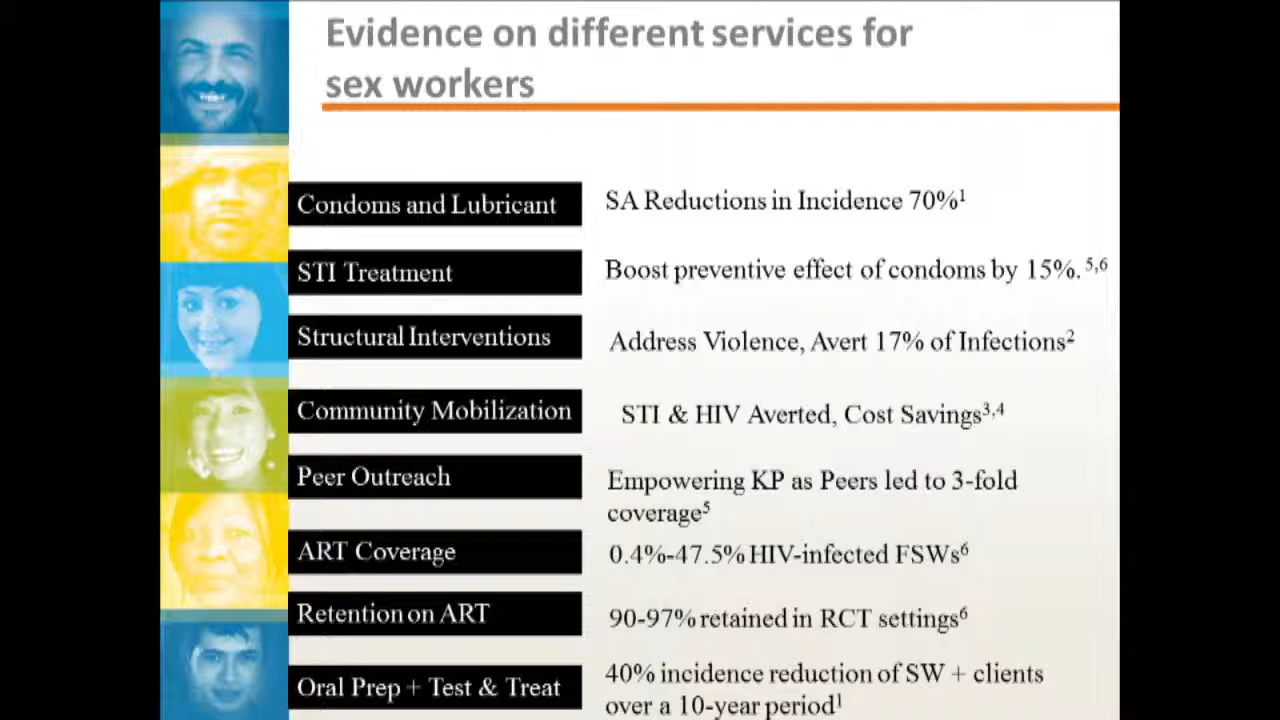 Evidence on different services for
sex workers
Condoms and Lubricant SA Reductions in Incidence 70%¹
STI Treatment Boost preventive effect of condoms by 15%. ⁵,⁶
Structural Interventions Address Violence, Avert 17% of Infections²
Community Mobilization STI & HIV Averted, Cost Savings³,⁴
Peer Outreach Empowering KP as Peers led to 3-fold
coverage⁵
ART Coverage 0.4%-47.5% HIV-infected FSWs⁶
Retention on ART 90-97% retained in RCT settings⁶
Oral Prep + Test & Treat 40% incidence reduction of SW + clients
over a 10-year period¹